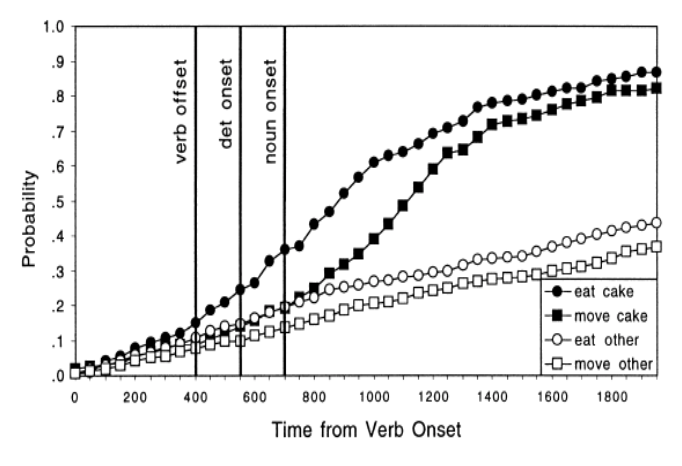 1.0
.9
.8
.7
.6
.5
.4
.3
.2
.1
.0
Probability
verb offset
det onset
noun onset
eat cake
move cake
eat other
move other
0 200 400 600 800 1000 1200 1400 1600 1800
Time from Verb Onset